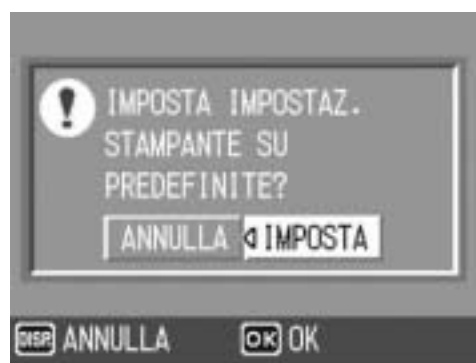 IMPOSTA IMPOSTAZ.
STAMPANTE SU
PREDEFINITE?
ANNULLA IMPOSTA
DISP. ANNULLA OK OK